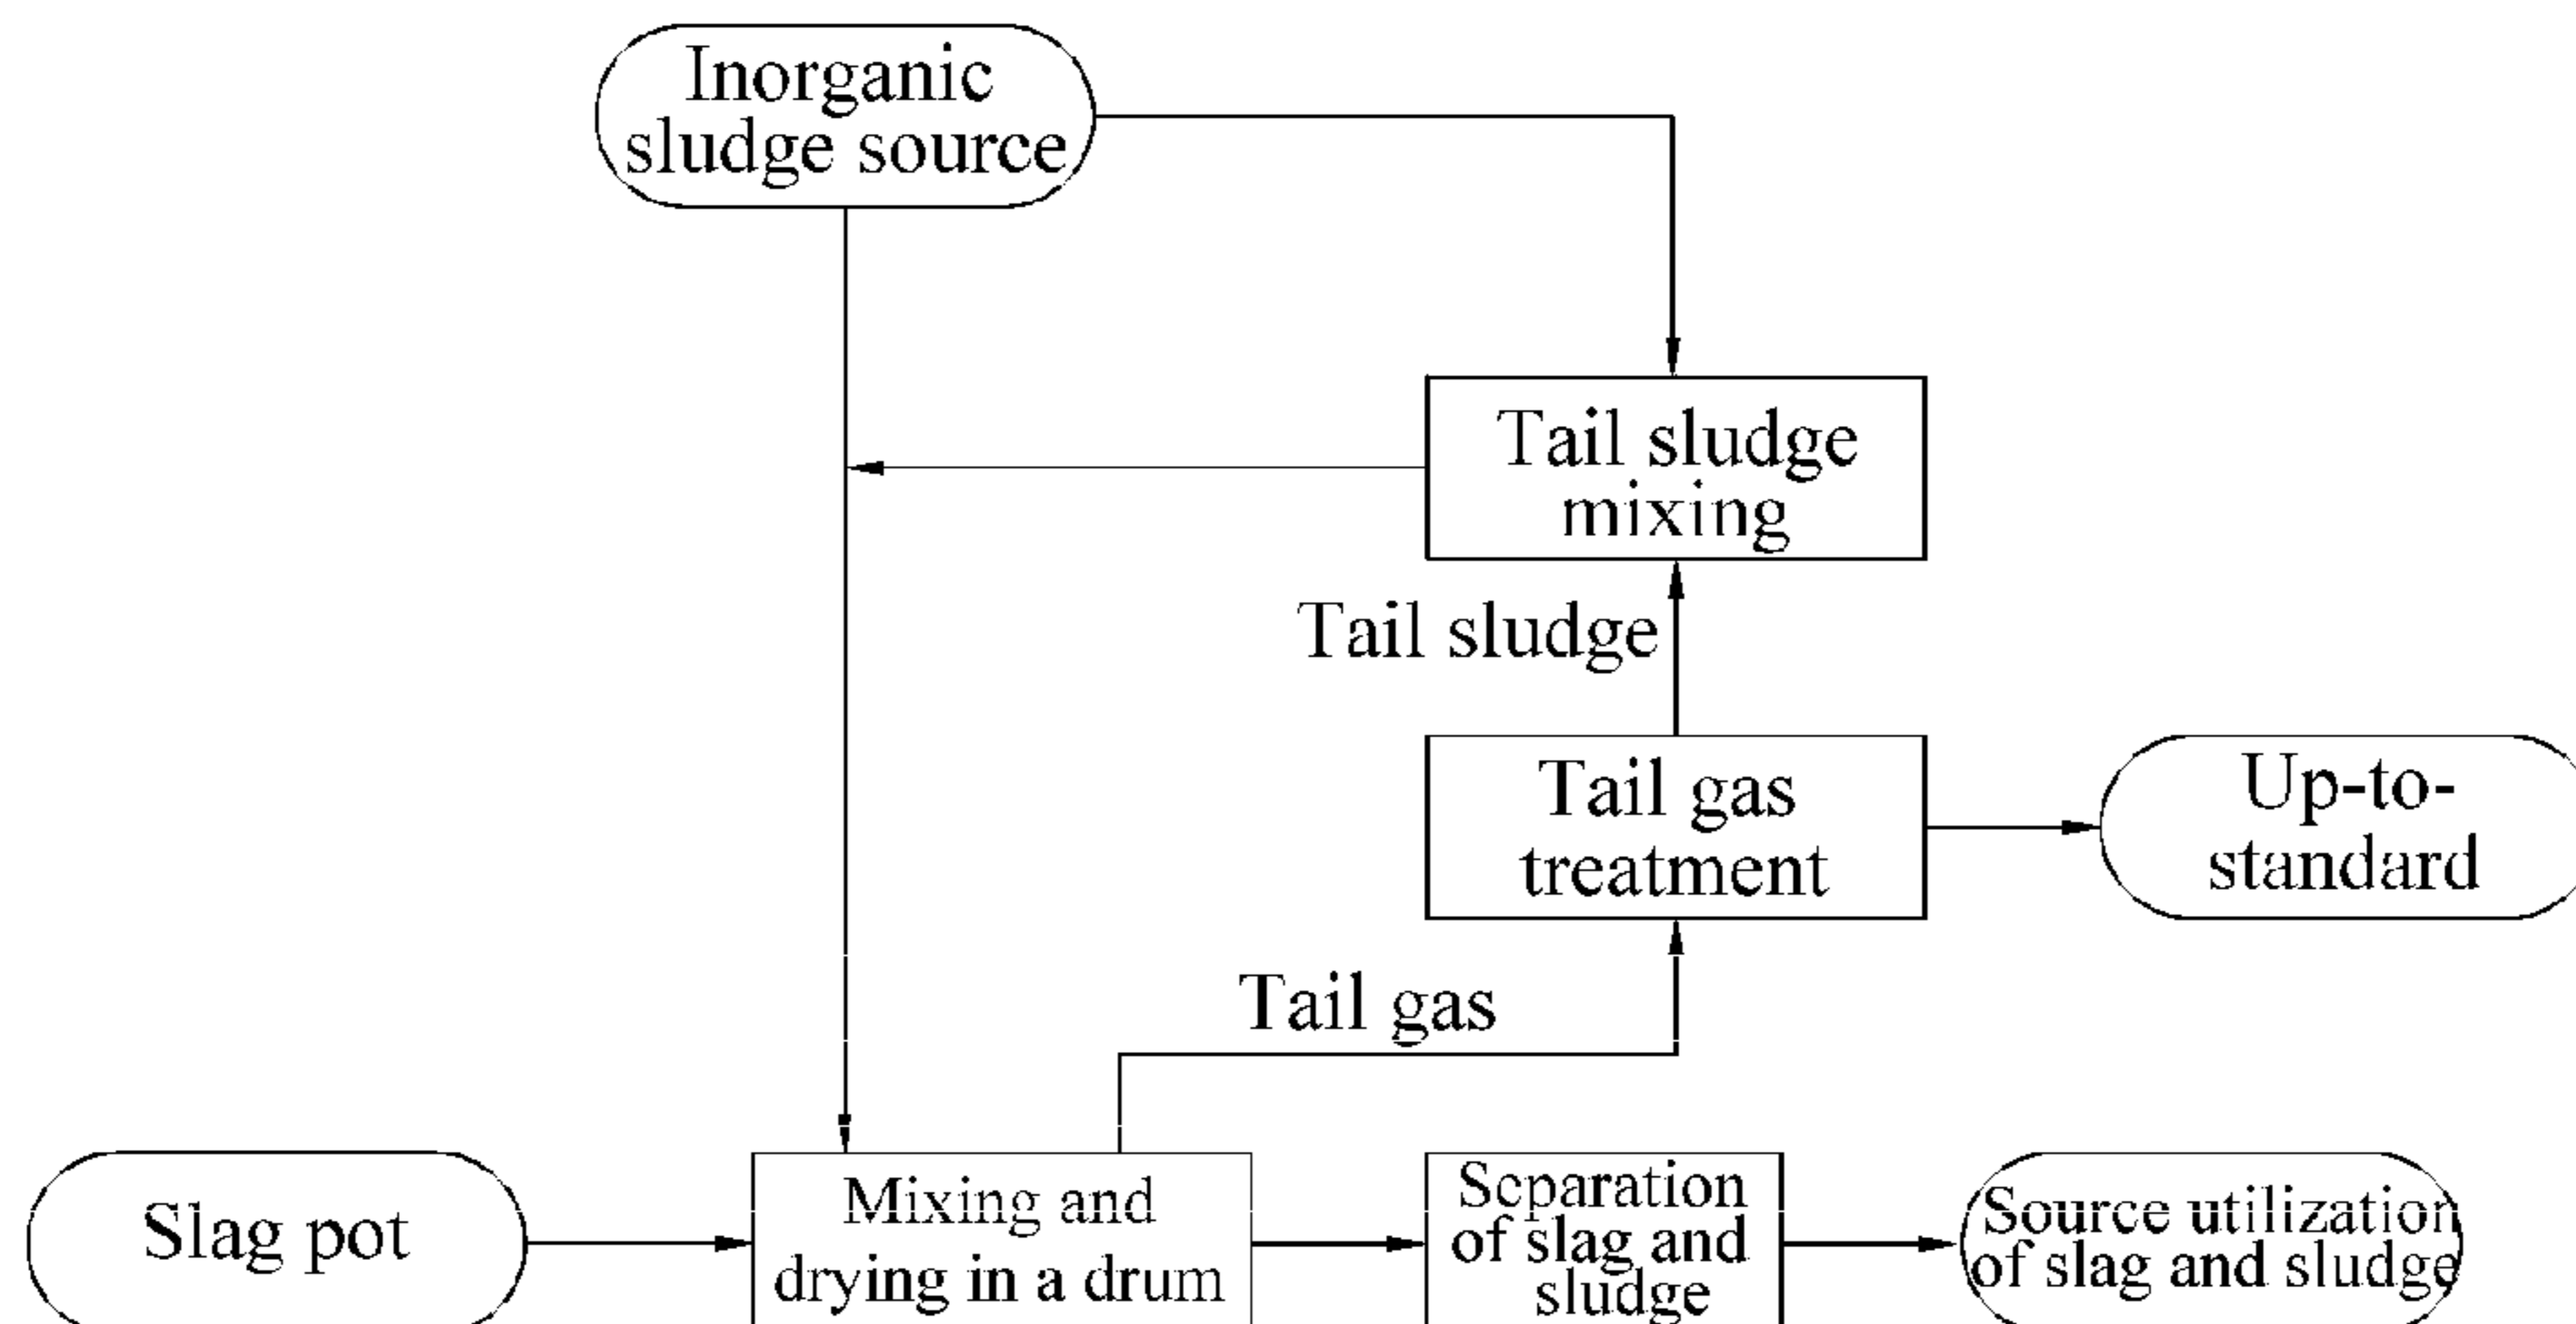 Inorganic
sludge source
Tail sludge
mixing
Tail sludge
Tail gas
treatment
Up-to-
standard
Tail gas
Slag pot
Mixing and
drying in a drum
Separation
of slag and
sludge
Source utilization
of slag and sludge